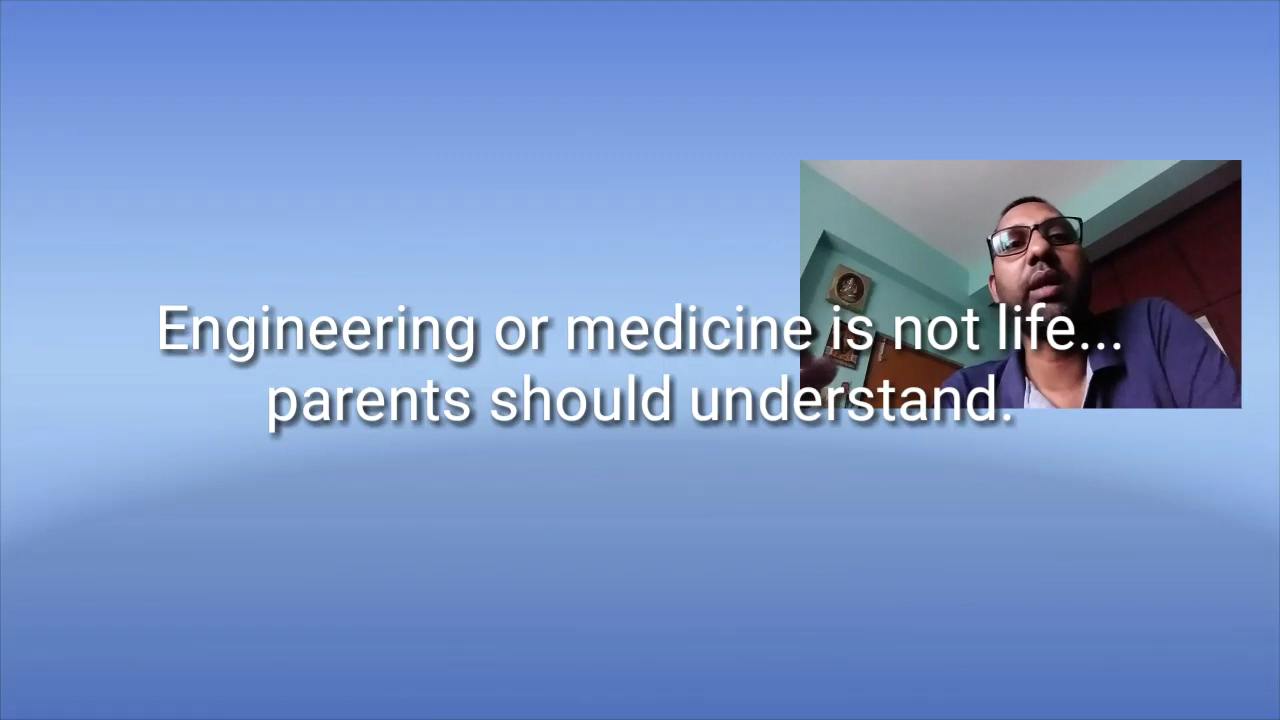 Engineering or medicine is not life...
parents should understand.